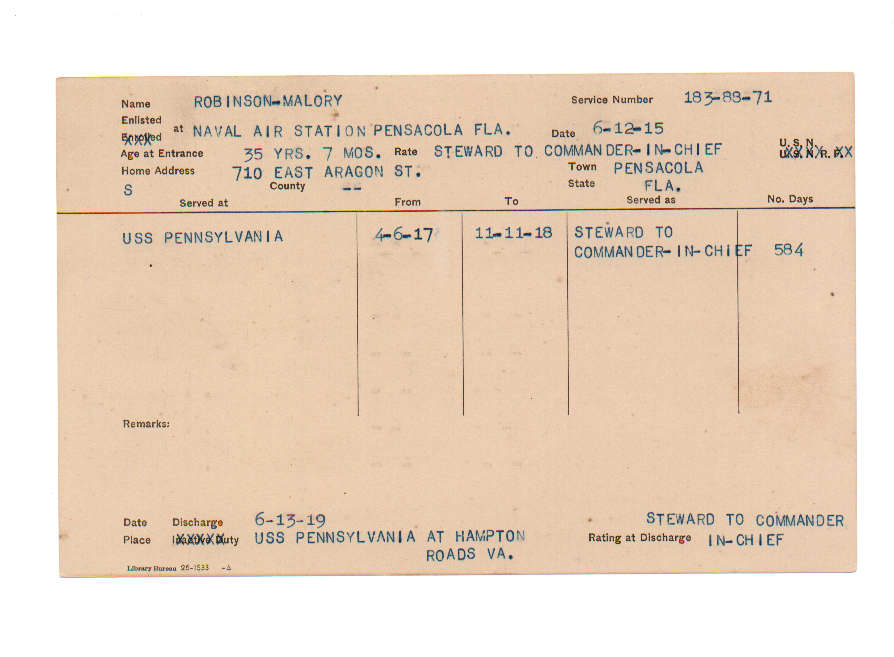 Name ROBINSON-MALORY Service Number 183-88-71
Enlisted
Enrolled at NAVAL AIR STATION PENSACOLA FLA. Date 6-12-15
Age at Entrance 35 YRS. 7 MOS. Rate STEWARD TO COMMANDER-IN-CHIEF U.S.N.
U.S.N.R.F.
Home Address 710 EAST ARAGON ST. Town PENSACOLA
S County -- State FLA.
Served at From To Served as No. Days
USS PENNSYLVANIA 4-6-17 11-11-18 STEWARD TO
COMMANDER-IN-CHIEF 584
Remarks:
Date Discharge 6-13-19 STEWARD TO COMMANDER
Place Inactive Duty USS PENNSYLVANIA AT HAMPTON Rating at Discharge IN-CHIEF
ROADS VA.
Library Bureau 26-1533 -A